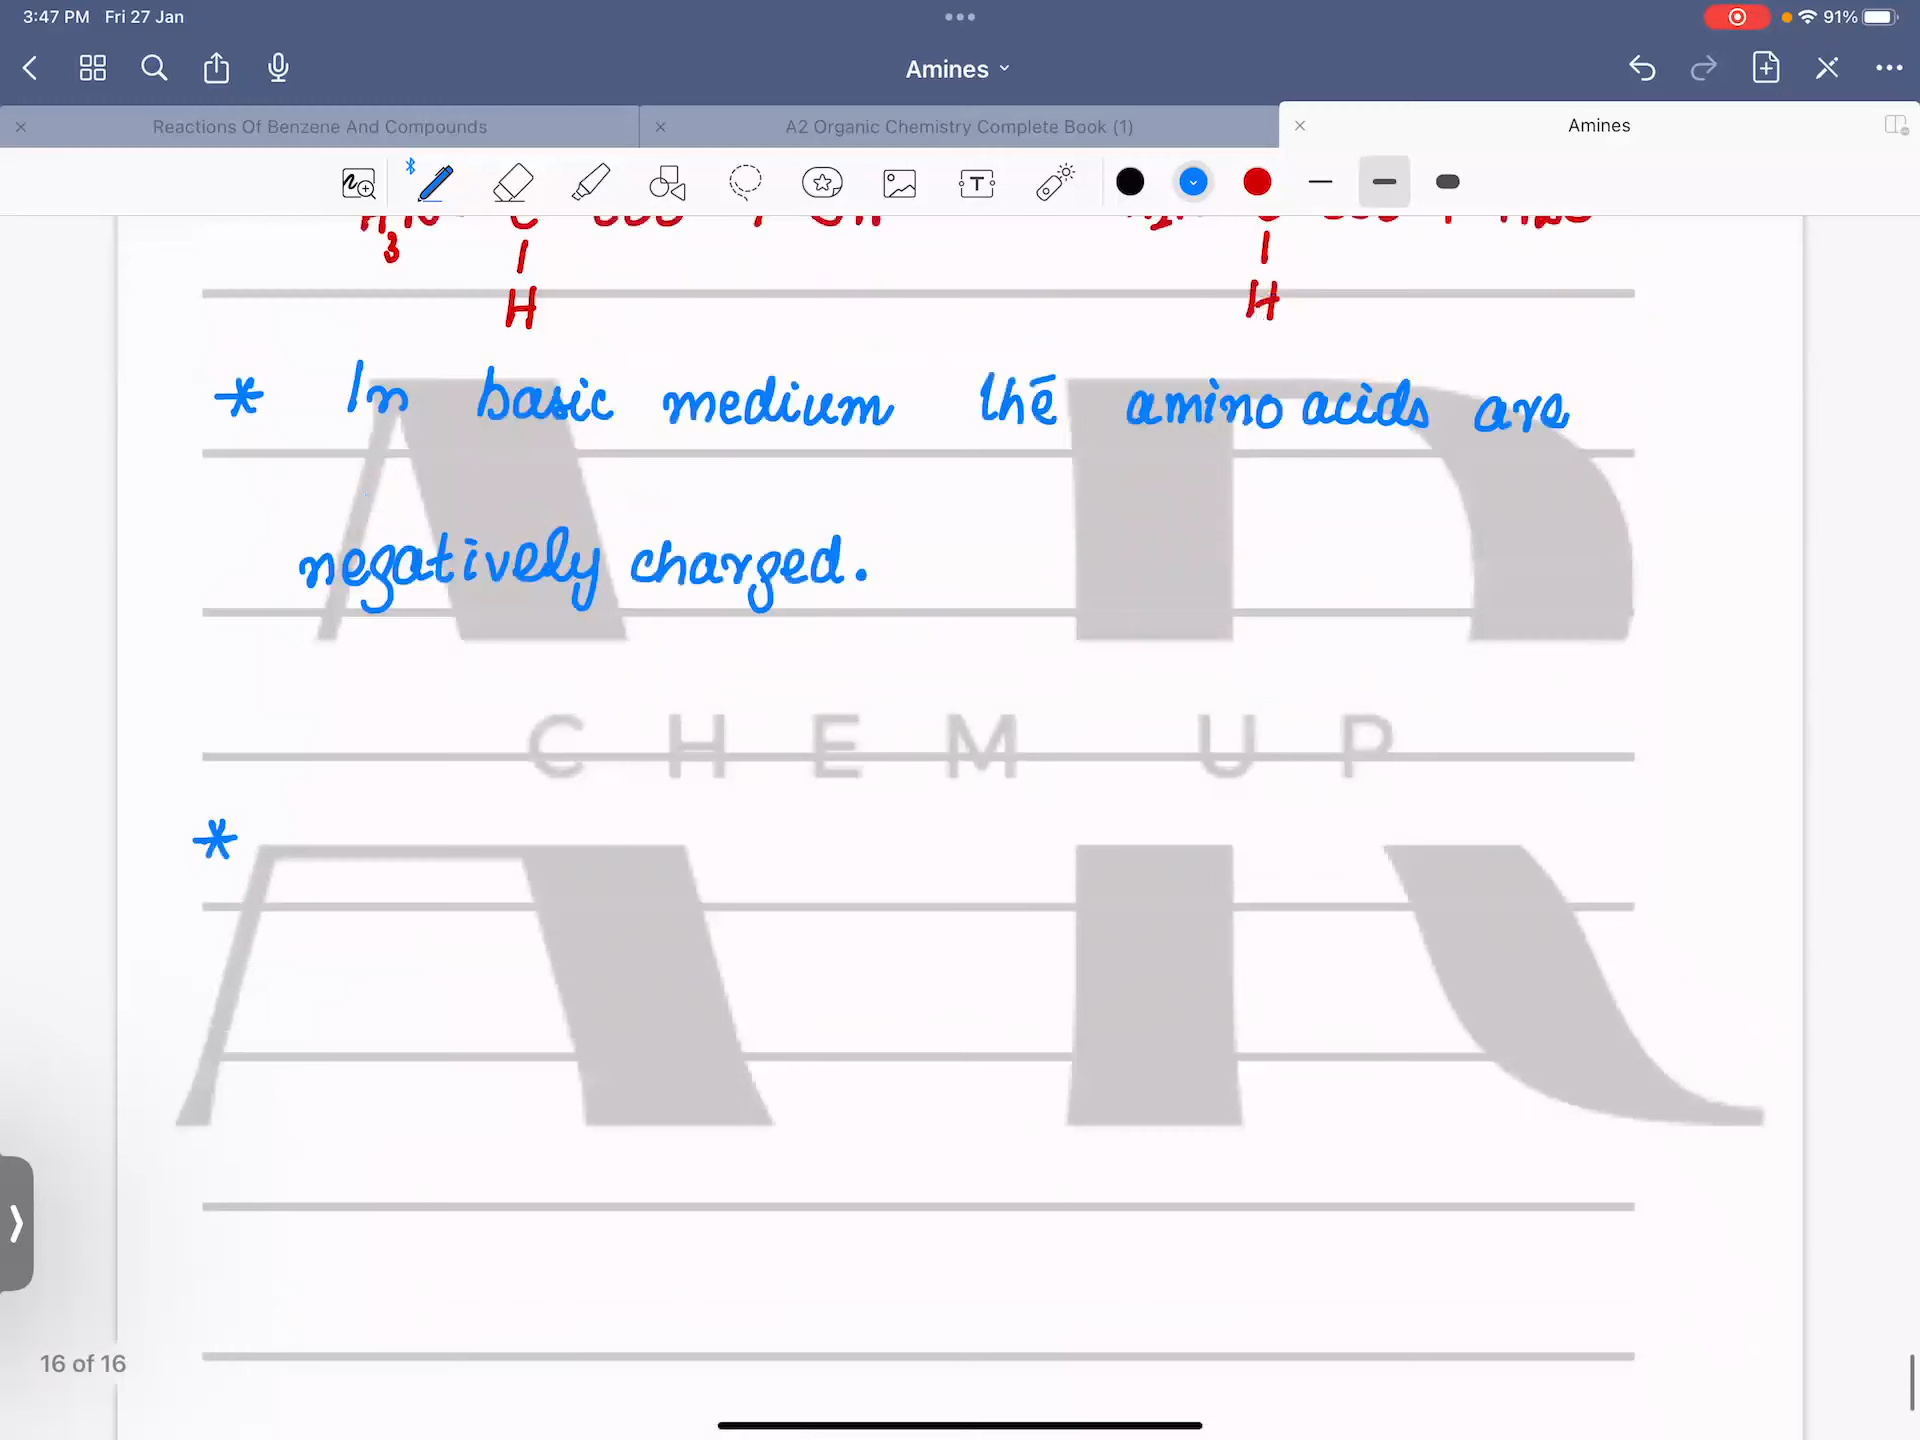 3:47 PM Fri 27 Jan
91%
Amines
Reactions Of Benzene And Compounds
A2 Organic Chemistry Complete Book (1)
Amines
T
3
H
H
* In basic medium the amino acids are
negatively charged.
CHEM UP
*
16 of 16